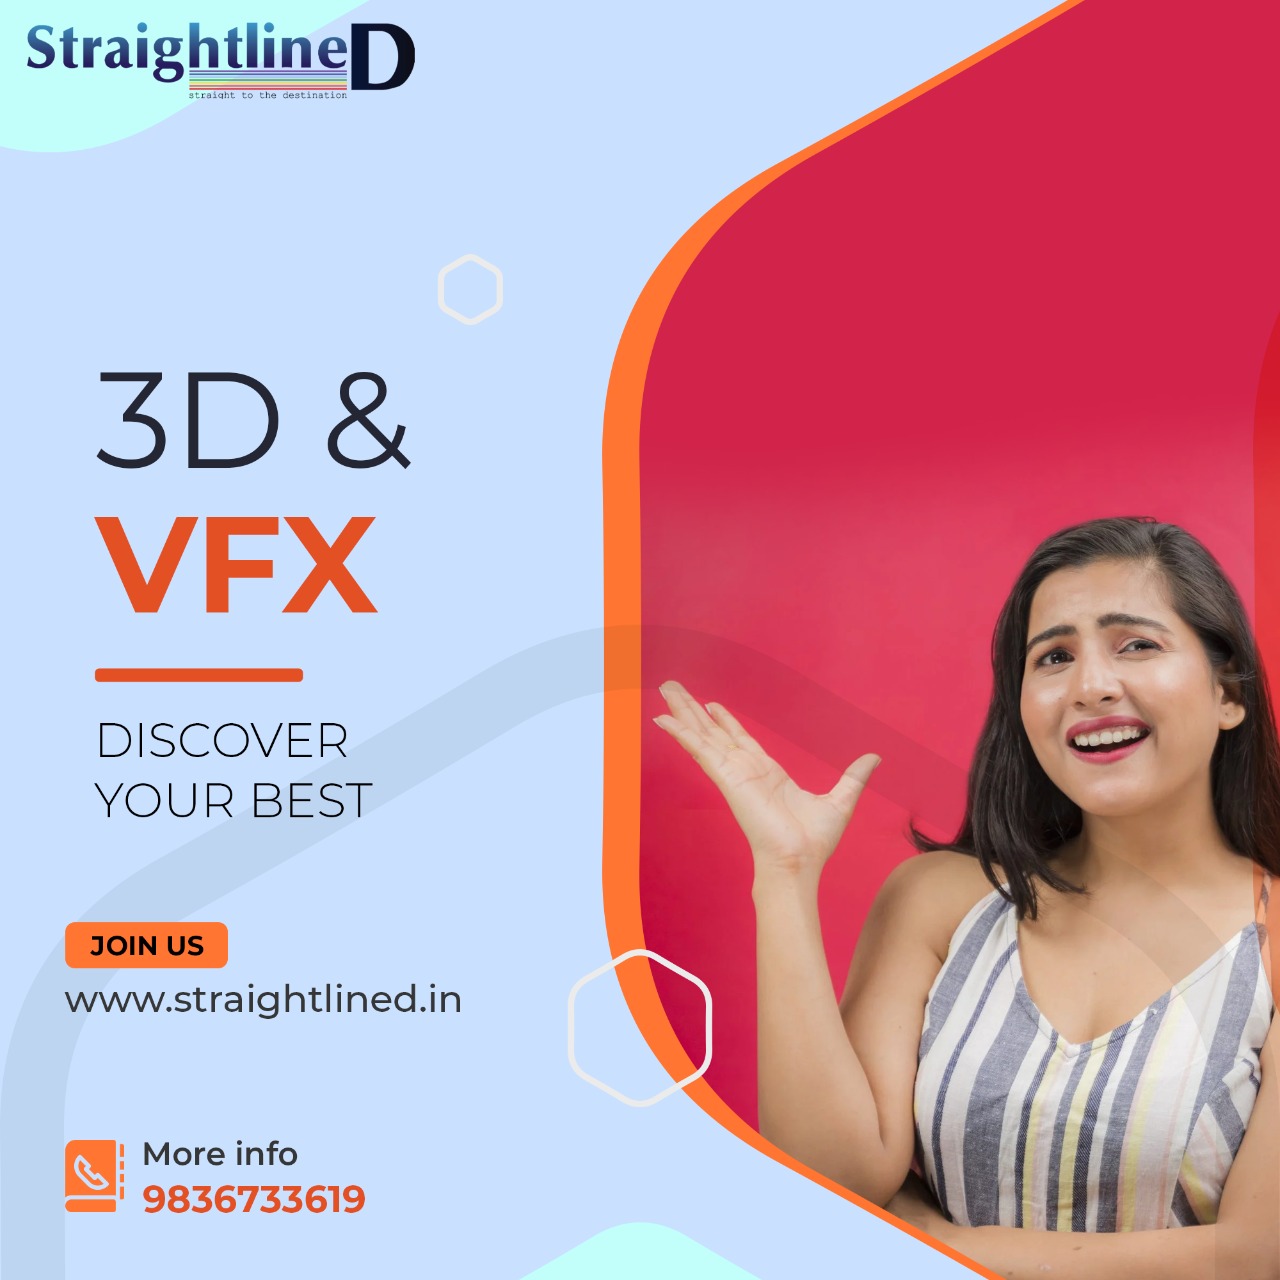 StraightlineD
straight to the destination
3D &
VFX
DISCOVER
YOUR BEST
JOIN US
www.straightlined.in
More info
9836733619